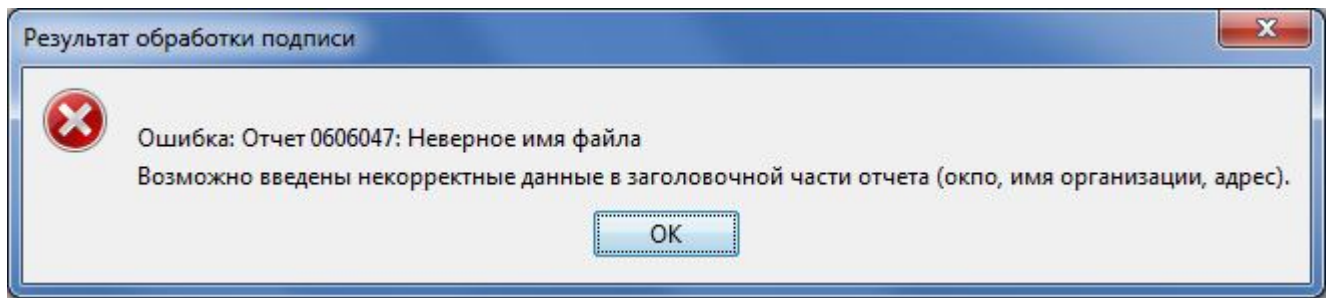 Результат обработки подписи
Ошибка: Отчет 0606047: Неверное имя файла
Возможно введены некорректные данные в заголовочной части отчета (окпо, имя организации, адрес).
ОК